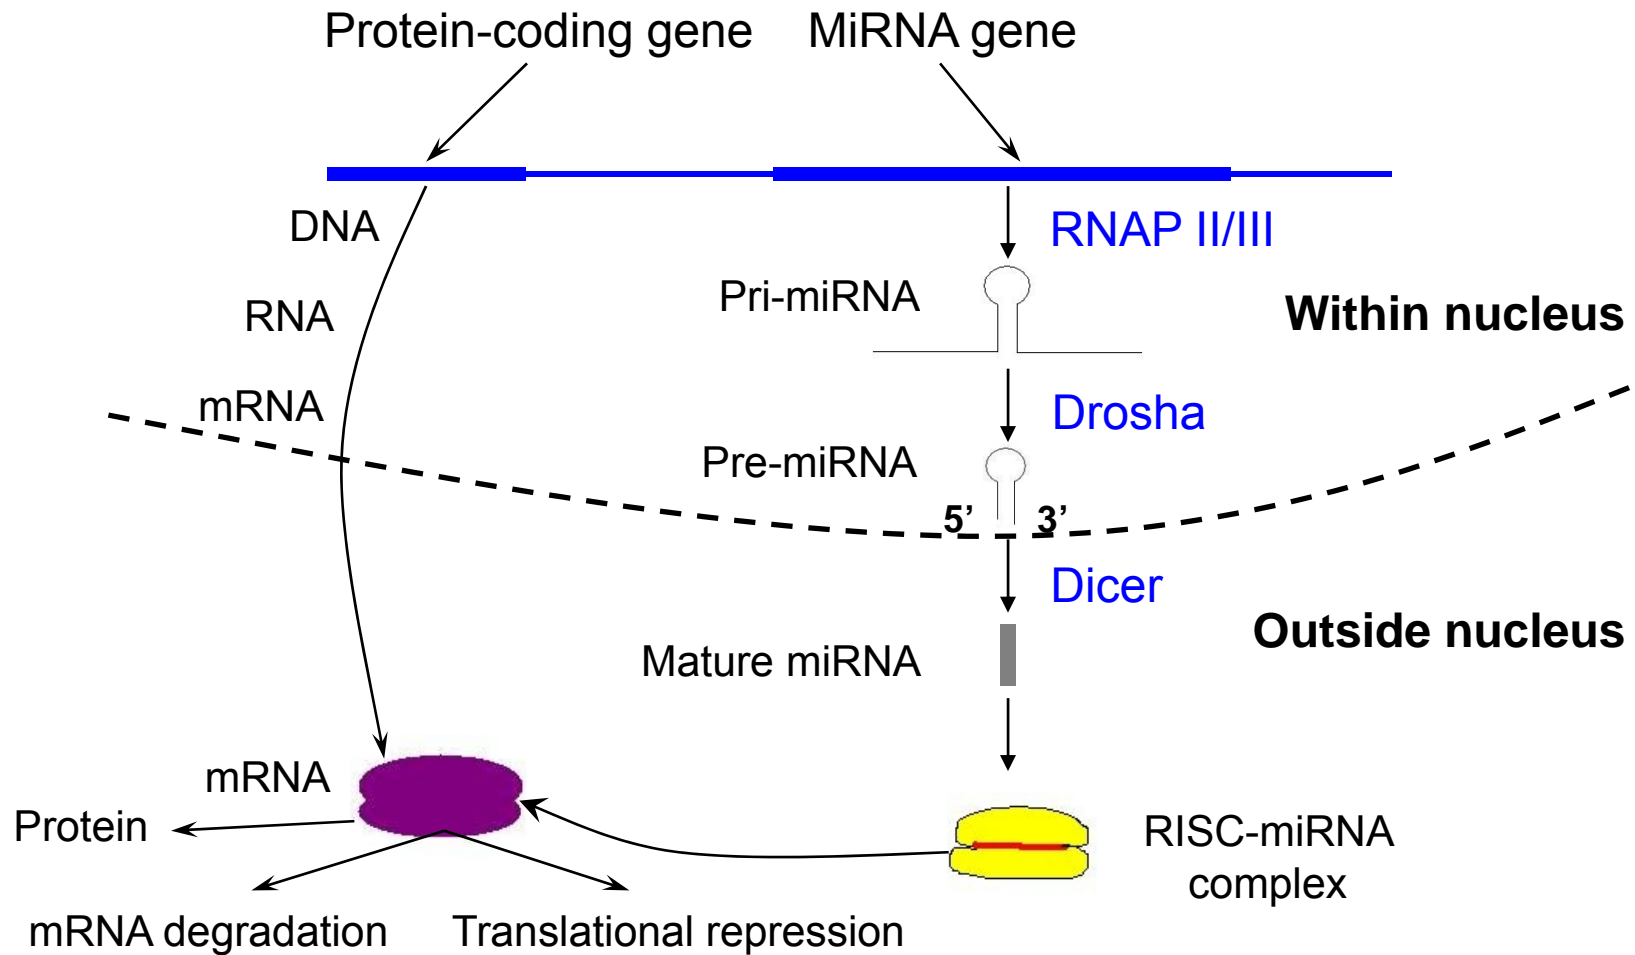 Protein-coding gene
MiRNA gene
DNA
RNAP II/III
Pri-miRNA
RNA
Within nucleus
mRNA
Drosha
Pre-miRNA
5’ 3’
Dicer
Outside nucleus
Mature miRNA
mRNA
Protein
RISC-miRNA
complex
mRNA degradation
Translational repression